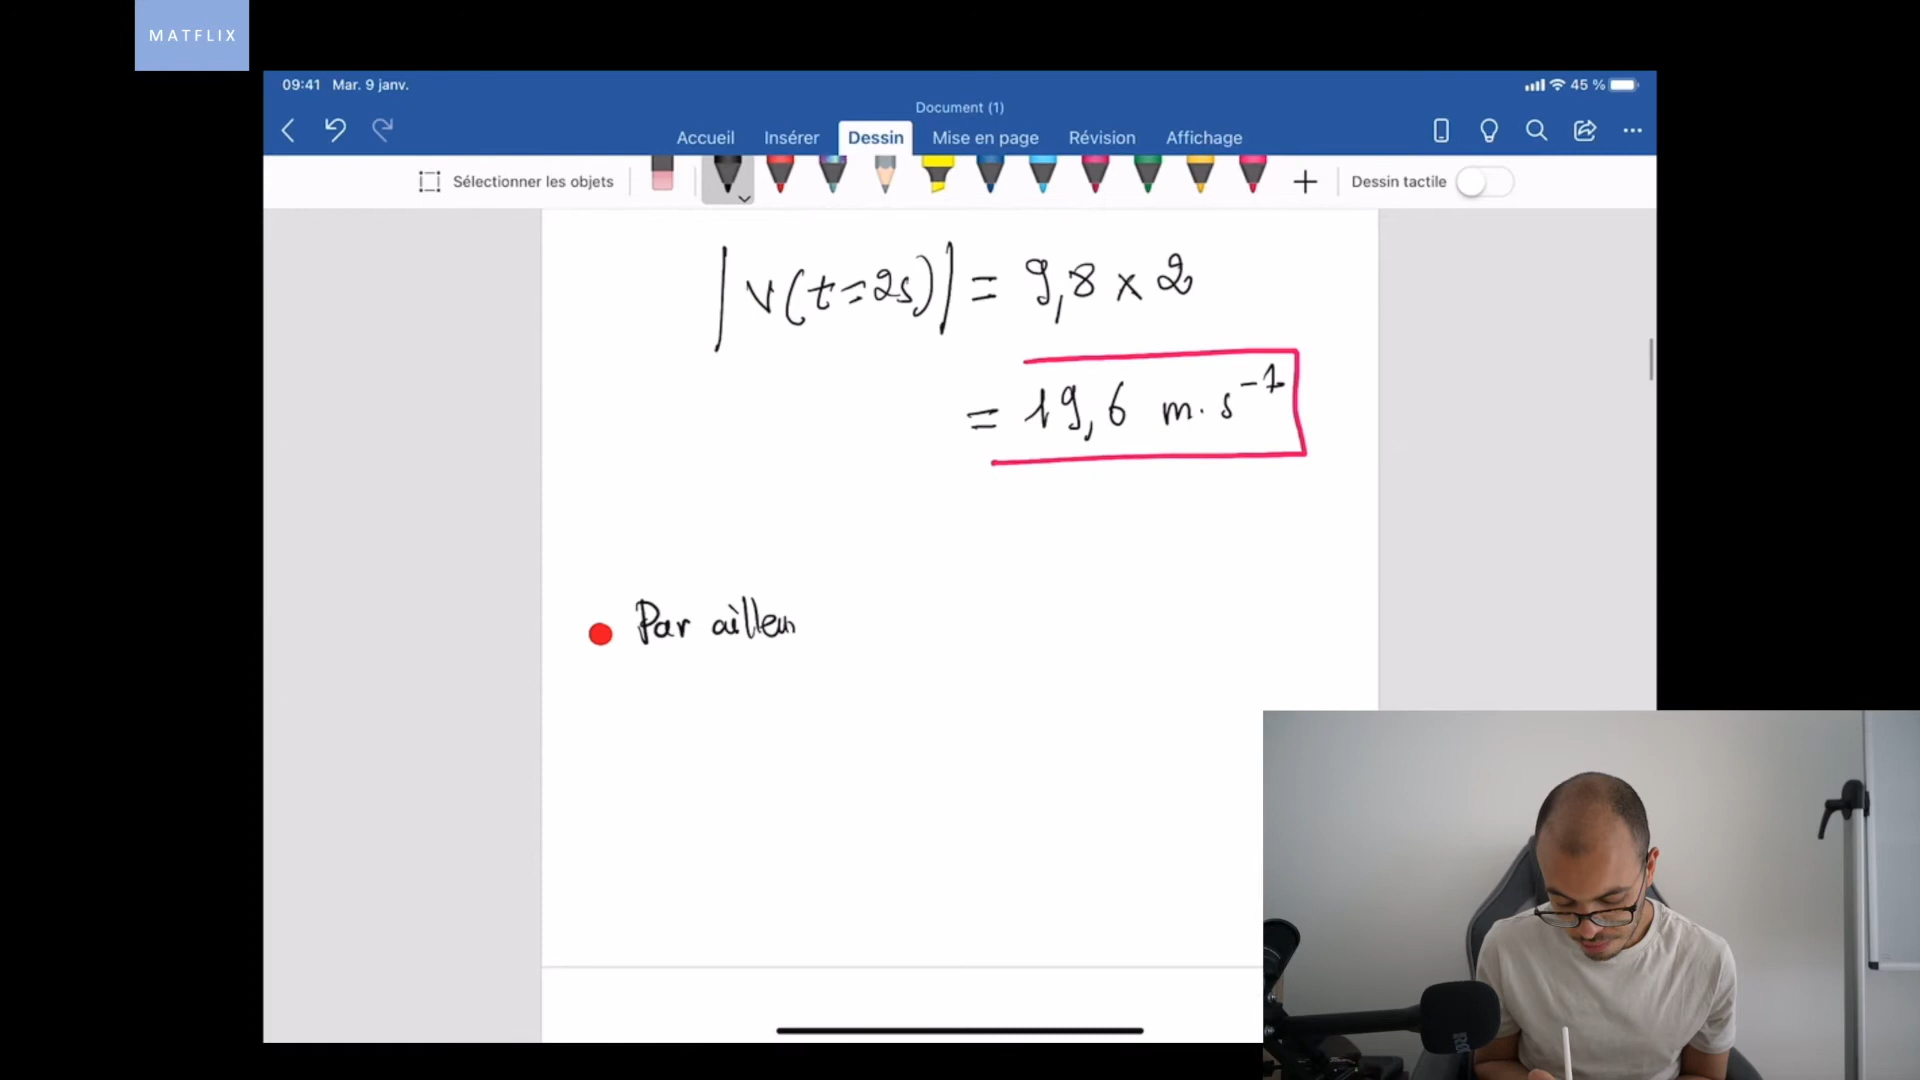 MATFLIX
09:41 Mar. 9 janv.
45 %
Document (1)
Accueil Insérer Dessin Mise en page Révision Affichage
Sélectionner les objets
Dessin tactile
|v(t=2s)| = 9,8 × 2
= 19,6 m.s⁻¹
Par ailleu